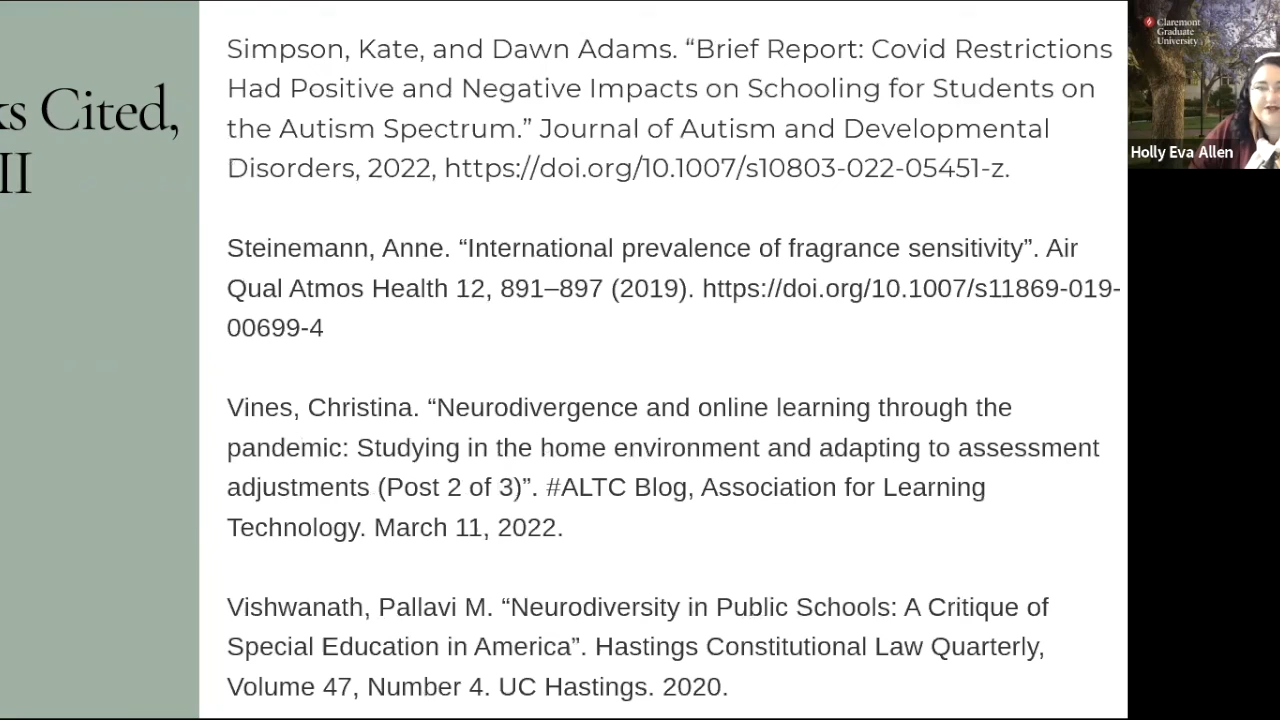 ks Cited,
II
Simpson, Kate, and Dawn Adams. “Brief Report: Covid Restrictions
Had Positive and Negative Impacts on Schooling for Students on
the Autism Spectrum.” Journal of Autism and Developmental
Disorders, 2022, https://doi.org/10.1007/s10803-022-05451-z.
Steinemann, Anne. “International prevalence of fragrance sensitivity”. Air
Qual Atmos Health 12, 891–897 (2019). https://doi.org/10.1007/s11869-019-
00699-4
Vines, Christina. “Neurodivergence and online learning through the
pandemic: Studying in the home environment and adapting to assessment
adjustments (Post 2 of 3)”. #ALTC Blog, Association for Learning
Technology. March 11, 2022.
Vishwanath, Pallavi M. “Neurodiversity in Public Schools: A Critique of
Special Education in America”. Hastings Constitutional Law Quarterly,
Volume 47, Number 4. UC Hastings. 2020.
Claremont
Graduate
University
Holly Eva Allen